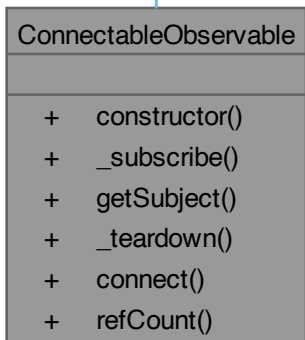 ConnectableObservable
+ constructor()
+ _subscribe()
+ getSubject()
+ _teardown()
+ connect()
+ refCount()